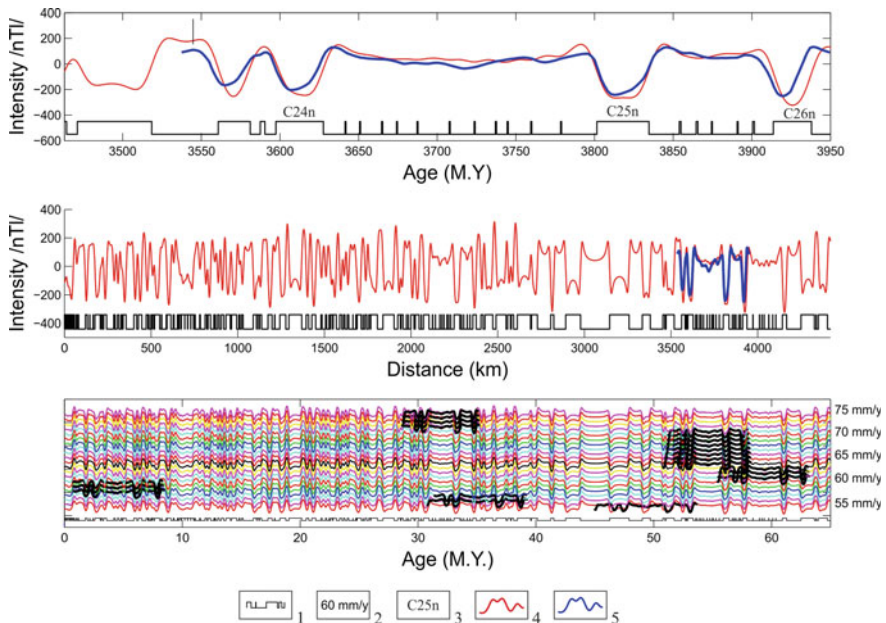 400
200
0
-200
-400
-600
Intensity /nTl/
C24n C25n C26n
3500 3550 3600 3650 3700 3750 3800 3850 3900 3950
Age (M.Y)
400
200
0
-200
-400
Intensity /nTl/
0 500 1000 1500 2000 2500 3000 3500 4000
Distance (km)
75 mm/y
70 mm/y
65 mm/y
60 mm/y
55 mm/y
0 10 20 30 40 50 60
Age (M.Y.)
1 60 mm/y 2 C25n 3 4 5